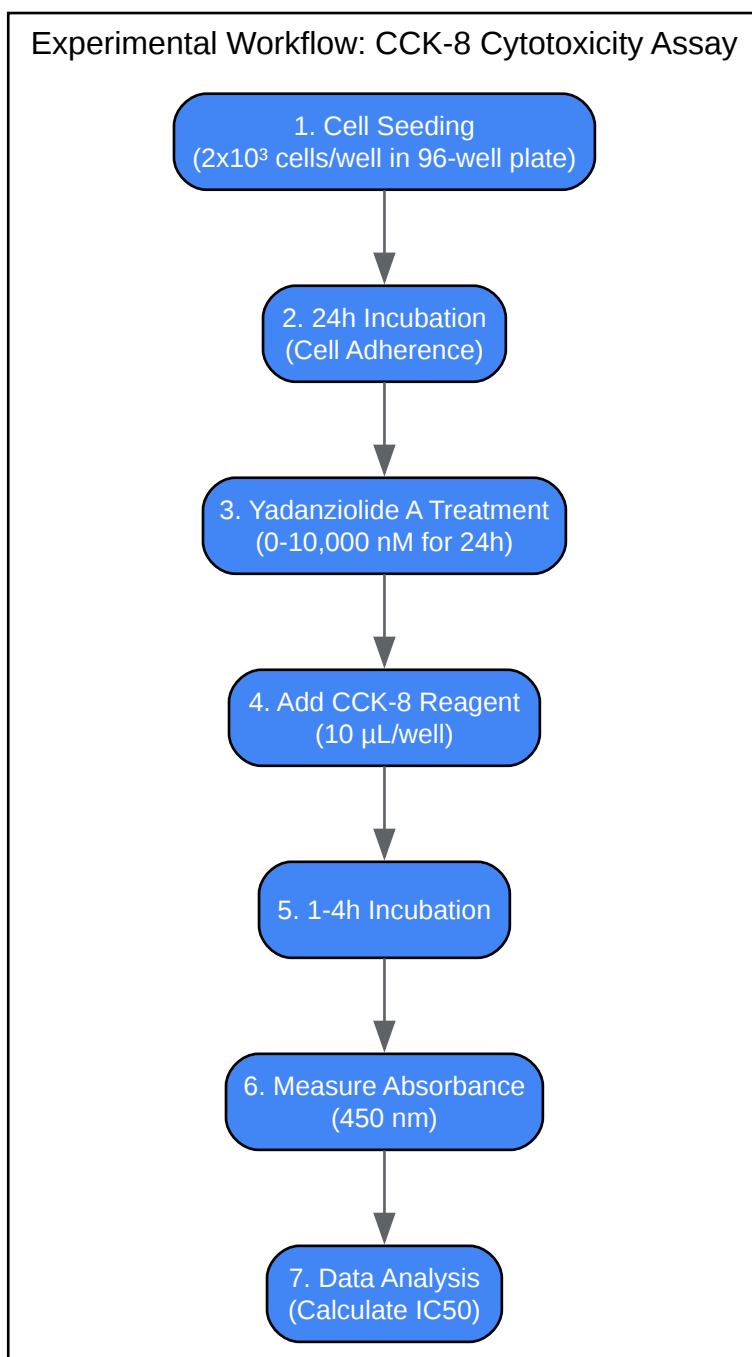 Experimental Workflow: CCK-8 Cytotoxicity Assay
1. Cell Seeding
(2x10³ cells/well in 96-well plate)
2. 24h Incubation
(Cell Adherence)
3. Yadanziolide A Treatment
(0-10,000 nM for 24h)
4. Add CCK-8 Reagent
(10 µL/well)
5. 1-4h Incubation
6. Measure Absorbance
(450 nm)
7. Data Analysis
(Calculate IC50)